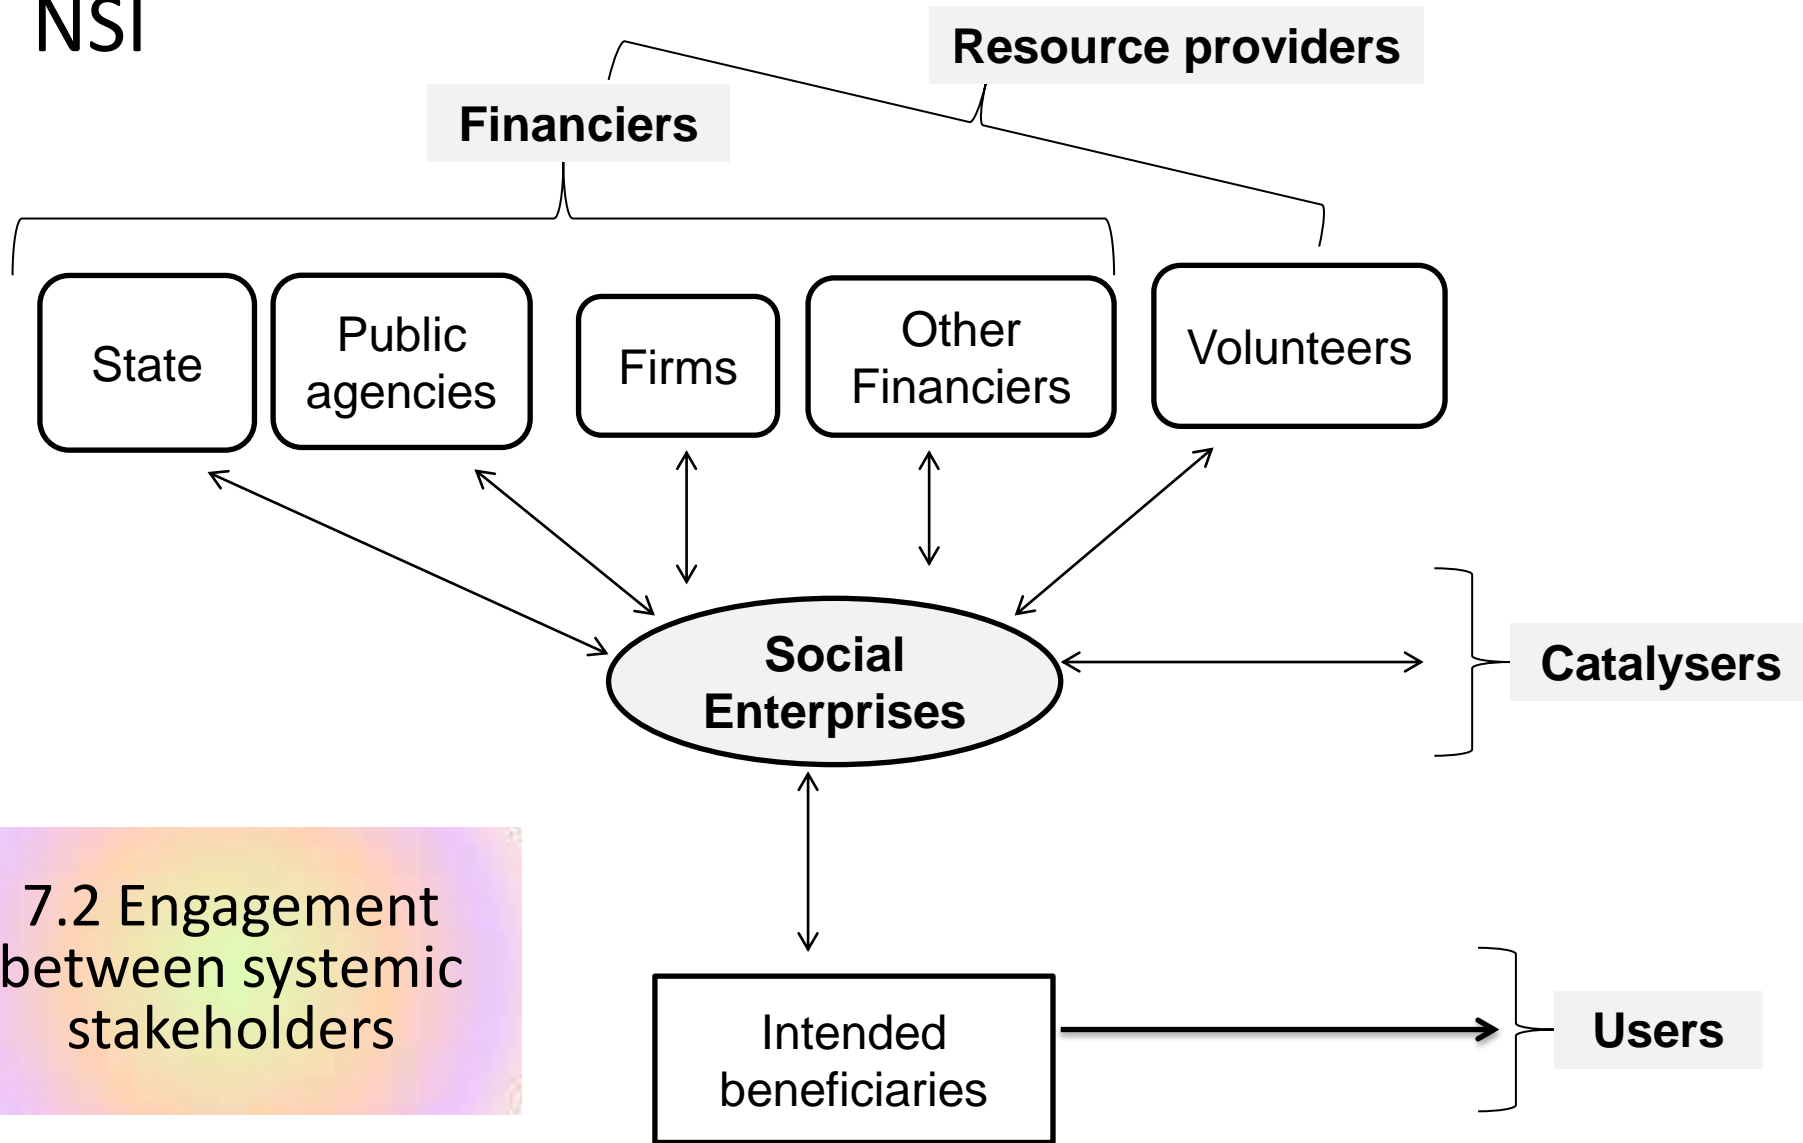 NSI
Resource providers
Financiers
State
Public
agencies
Firms
Other
Financiers
Volunteers
Social
Enterprises
Catalysers
7.2 Engagement
between systemic
stakeholders
Intended
beneficiaries
Users